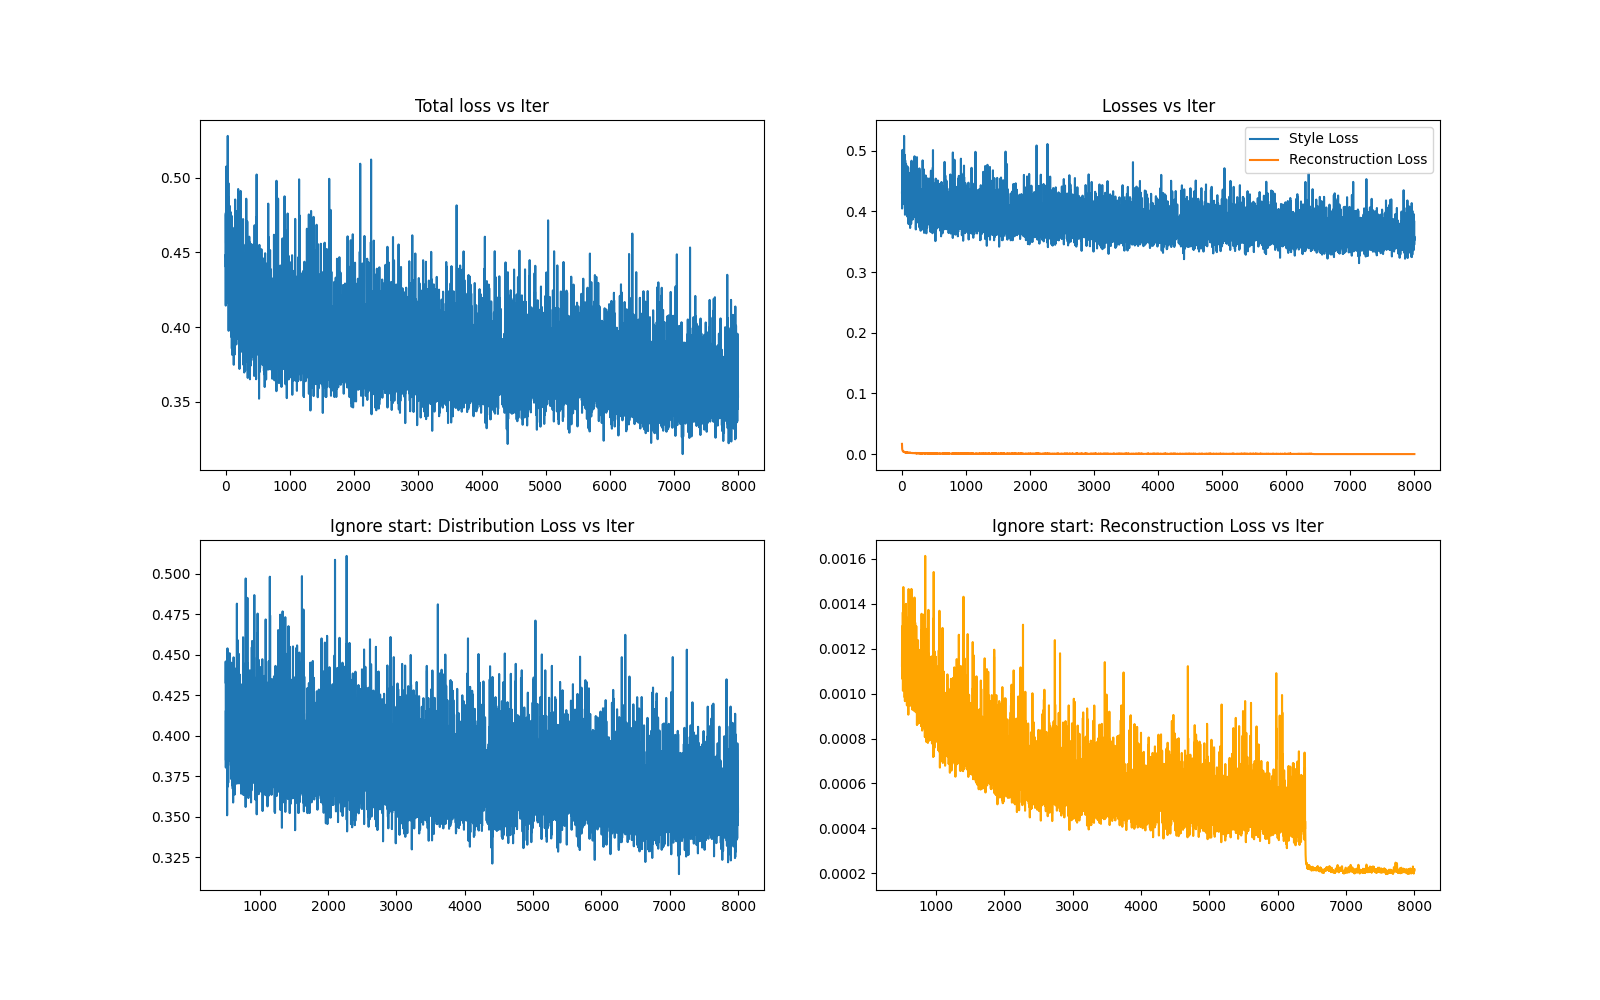 Total loss vs Iter
0.50
0.45
0.40
0.35
0 1000 2000 3000 4000 5000 6000 7000 8000
Losses vs Iter
Style Loss
Reconstruction Loss
0.5
0.4
0.3
0.2
0.1
0.0
0 1000 2000 3000 4000 5000 6000 7000 8000
Ignore start: Distribution Loss vs Iter
0.500
0.475
0.450
0.425
0.400
0.375
0.350
0.325
1000 2000 3000 4000 5000 6000 7000 8000
Ignore start: Reconstruction Loss vs Iter
0.0016
0.0014
0.0012
0.0010
0.0008
0.0006
0.0004
0.0002
1000 2000 3000 4000 5000 6000 7000 8000